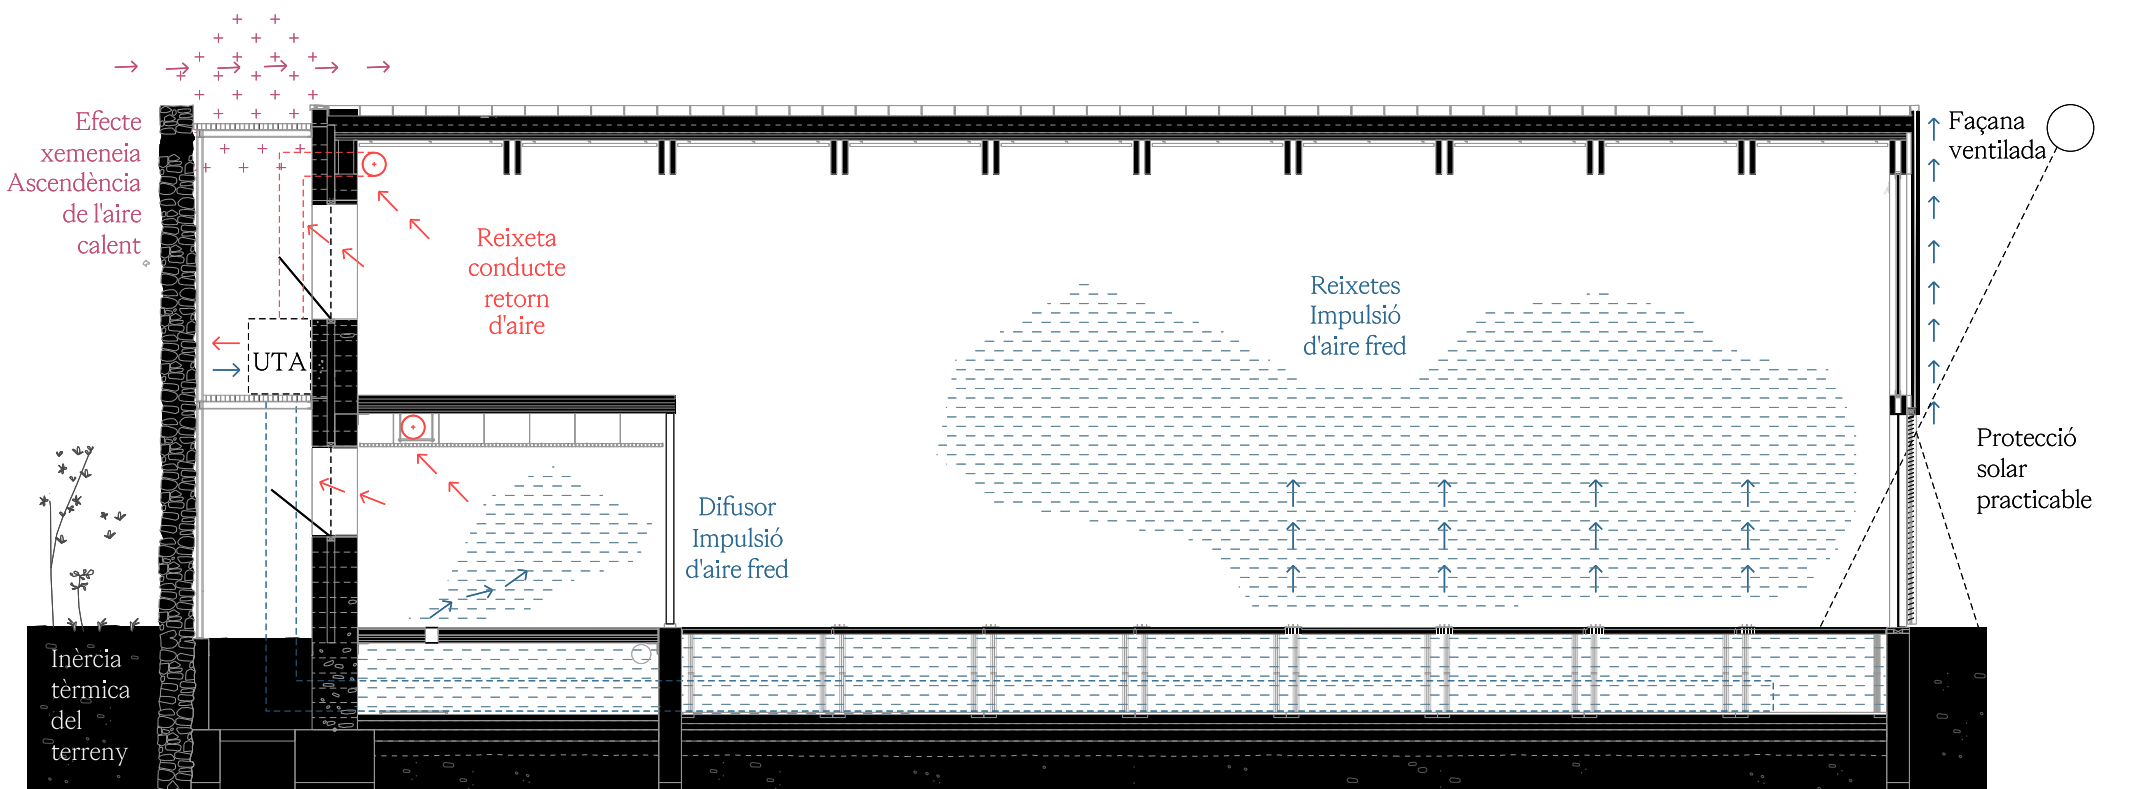 Efecte
xemeneia
Ascendència
de l'aire
calent
Reixeta
conducte
retorn
d'aire
UTA
Inèrcia
tèrmica
del
terreny
Difusor
Impulsió
d'aire fred
Reixetes
Impulsió
d'aire fred
Façana
ventilada
Protecció
solar
practicable